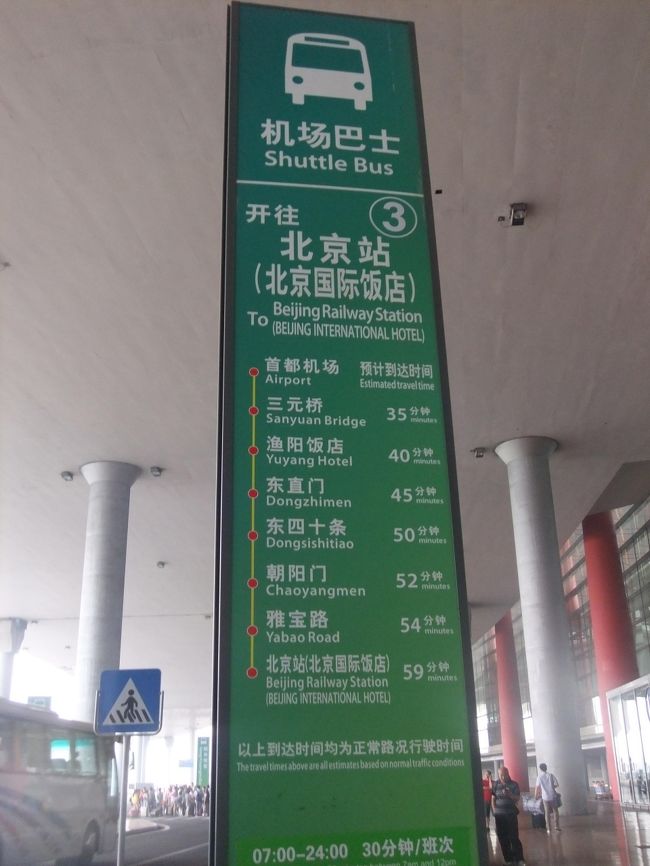 机场巴士
Shuttle Bus
开往 3
北京站
(北京国际饭店)
To Beijing Railway Station
(BEIJING INTERNATIONAL HOTEL)
首都机场 预计到达时间
Airport Estimated travel time
三元桥 35 分钟
Sanyuan Bridge minutes
渔阳饭店 40 分钟
Yuyang Hotel minutes
东直门 45 分钟
Dongzhimen minutes
东四十条 50 分钟
Dongsishitiao minutes
朝阳门 52 分钟
Chaoyangmen minutes
雅宝路 54 分钟
Yabao Road minutes
北京站(北京国际饭店) 59 分钟
Beijing Railway Station minutes
(BEIJING INTERNATIONAL HOTEL)
以上到达时间均为正常路况行驶时间
The travel times above are all estimates based on normal traffic conditions
07:00-24:00 30分钟/班次
between 7am and 12pm